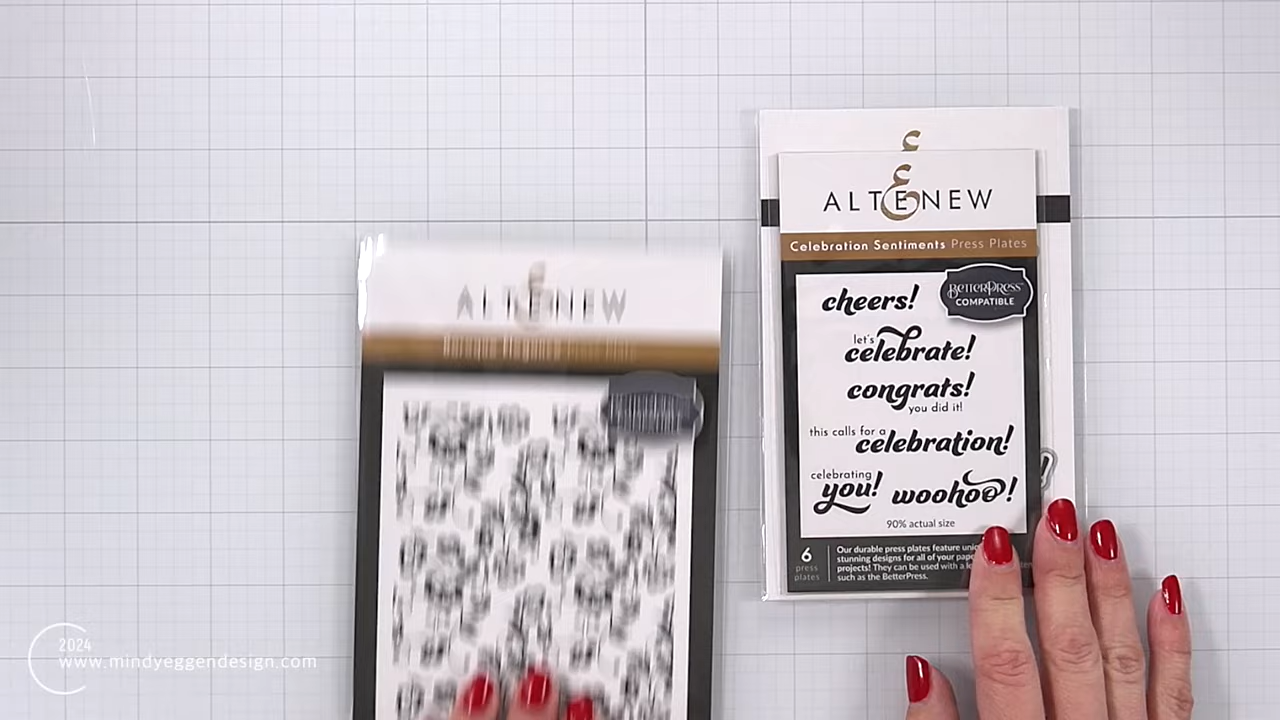 ALTENEW
Celebration Sentiments Press Plates
BETTERPRESS
COMPATIBLE
cheers!
let's
celebrate!
congrats!
you did it!
this calls for a
celebration!
celebrating
you! woohoo!
90% actual size
6
press
plates
Our durable press plates feature
stunning designs for all of your
projects! They can be used with a
such as the BetterPress.
ALTENEW
2024
www.mindyeggendesign.com